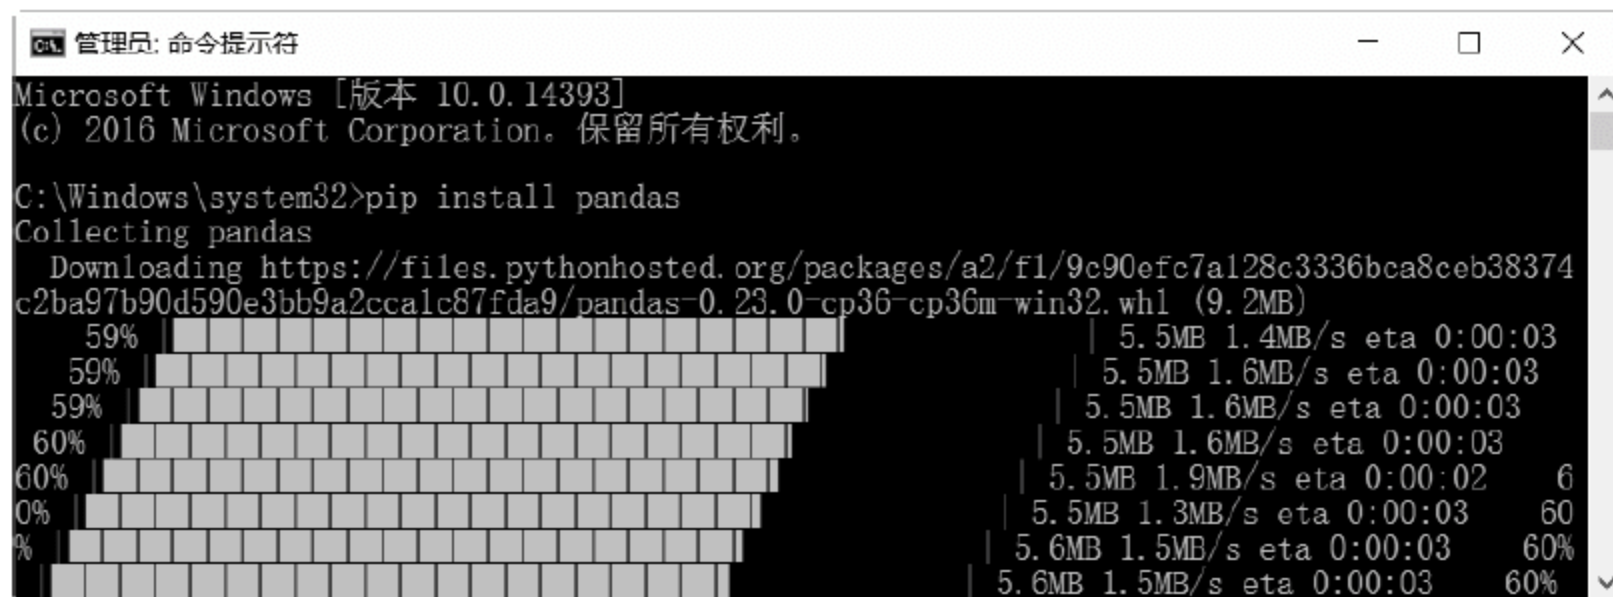 管理员: 命令提示符
Microsoft Windows [版本 10.0.14393]
(c) 2016 Microsoft Corporation。保留所有权利。
C:\Windows\system32>pip install pandas
Collecting pandas
Downloading https://files.pythonhosted.org/packages/a2/f1/9c90efc7a128c3336bca8ceb38374
c2ba97b90d590e3bb9a2cca1c87fda9/pandas-0.23.0-cp36-cp36m-win32.whl (9.2MB)
59% 5.5MB 1.4MB/s eta 0:00:03
59% 5.5MB 1.6MB/s eta 0:00:03
59% 5.5MB 1.6MB/s eta 0:00:03
60% 5.5MB 1.6MB/s eta 0:00:03
60% 5.5MB 1.9MB/s eta 0:00:02 6
0% 5.5MB 1.3MB/s eta 0:00:03 60
% 5.6MB 1.5MB/s eta 0:00:03 60%
5.6MB 1.5MB/s eta 0:00:03 60%